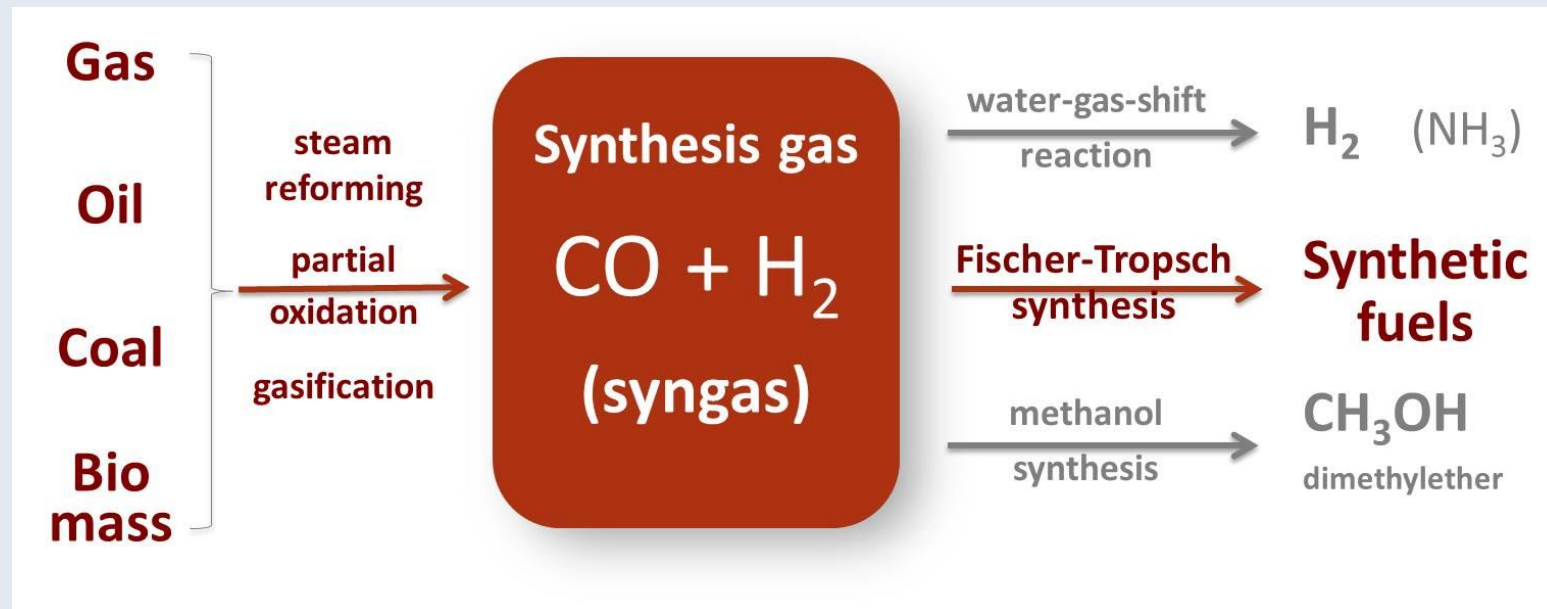 Gas
Oil
Coal
Bio
mass
steam
reforming
partial
oxidation
gasification
Synthesis gas
CO + H₂
(syngas)
water-gas-shift
reaction
H₂ (NH₃)
Fischer-Tropsch
synthesis
Synthetic
fuels
methanol
synthesis
CH₃OH
dimethylether